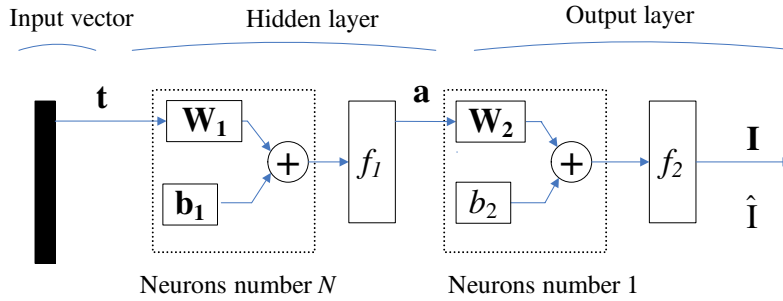 Input vector
Hidden layer
Output layer
t
W₁
b₁
+
f₁
a
W₂
b₂
+
f₂
I
Î
Neurons number N
Neurons number 1